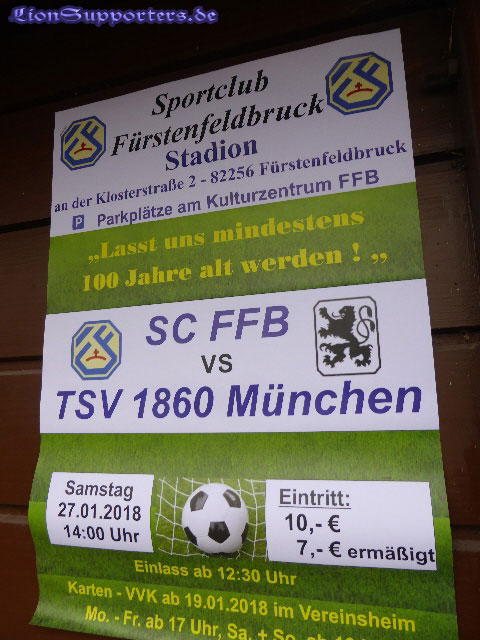 LionSupporters.de
Sportclub
Fürstenfeldbruck
Stadion
an der Klosterstraße 2 - 82256 Fürstenfeldbruck
P Parkplätze am Kulturzentrum FFB
„Lasst uns mindestens
100 Jahre alt werden ! „
SC FFB
vs
TSV 1860 München
Samstag
27.01.2018
14:00 Uhr
Eintritt:
10,- €
7,- € ermäßigt
Einlass ab 12:30 Uhr
Karten - VVK ab 19.01.2018 im Vereinsheim
Mo. - Fr. ab 17 Uhr, Sa. + So. ab